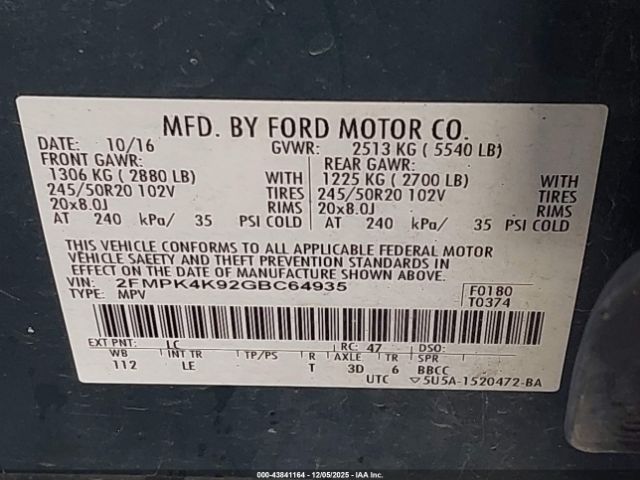 MFD. BY FORD MOTOR CO.
DATE: 10/16 GVWR: 2513 KG ( 5540 LB)
FRONT GAWR: REAR GAWR:
1306 KG ( 2880 LB) WITH 1225 KG ( 2700 LB) WITH
245/50R20 102V TIRES 245/50R20 102V TIRES
20x8.0J RIMS 20x8.0J RIMS
AT 240 kPa/ 35 PSI COLD AT 240 kPa/ 35 PSI COLD
THIS VEHICLE CONFORMS TO ALL APPLICABLE FEDERAL MOTOR
VEHICLE SAFETY AND THEFT PREVENTION STANDARDS IN
EFFECT ON THE DATE OF MANUFACTURE SHOWN ABOVE.
VIN: 2FMPK4K92GBC64935 F0180
TYPE: MPV T0374
EXT PNT: LC RC: 47 DSO:
WB INT TR TP/PS R AXLE TR SPR
112 LE T 3D 6 BBCC
UTC ▽5U5A-1520472-BA
000-43841164 | 12/05/2025 - IAA, Inc.